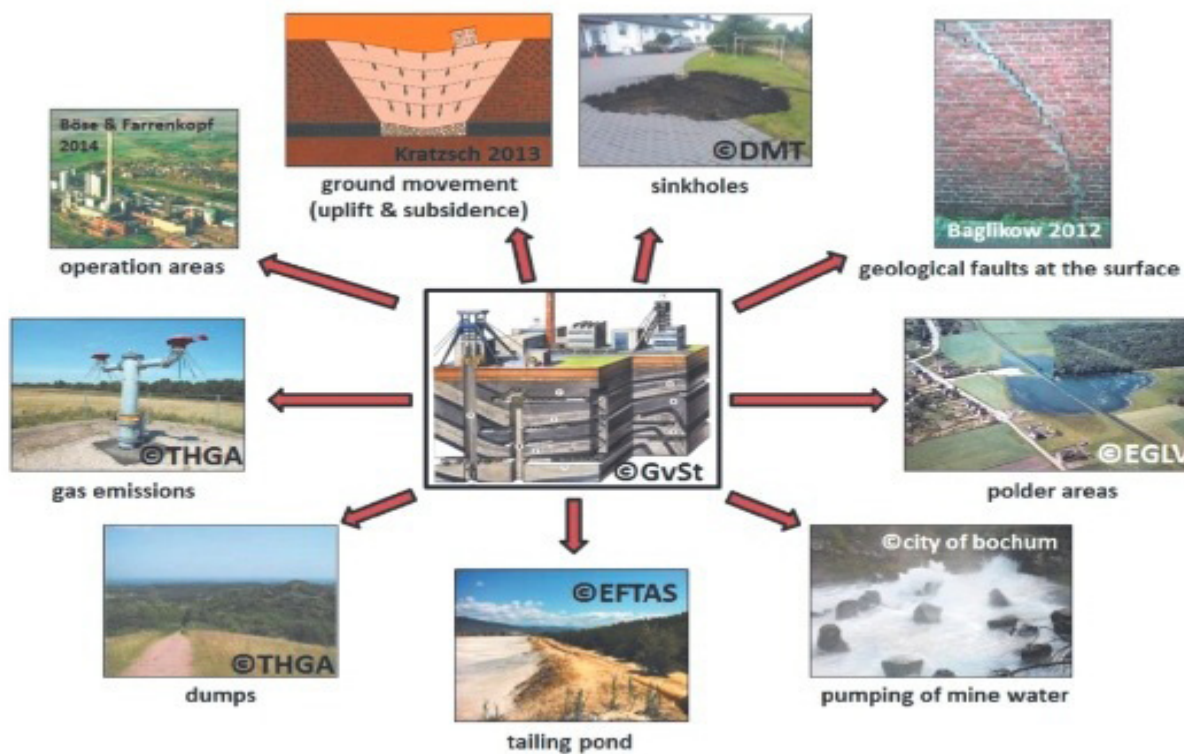 Böse & Farrenkopf
2014
operation areas
Kratzsch 2013
ground movement
(uplift & subsidence)
©DMT
sinkholes
Baglikow 2012
geological faults at the surface
©THGA
gas emissions
©GvSt
©EGLV
polder areas
©THGA
dumps
©EFTAS
tailing pond
©city of bochum
pumping of mine water